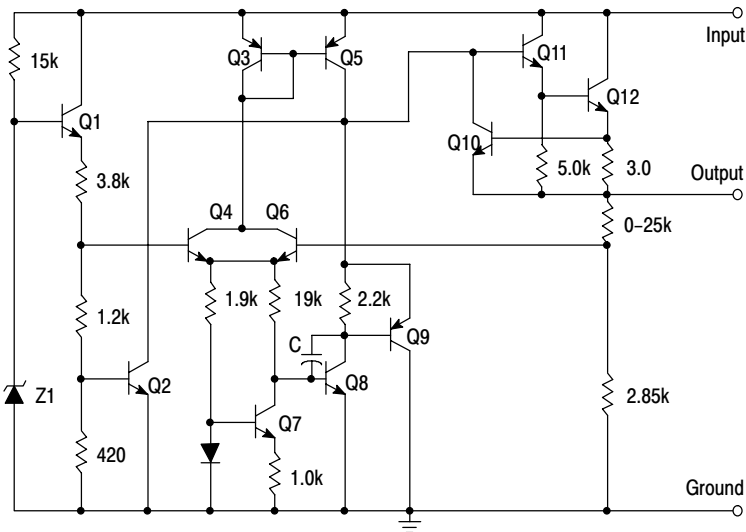 Input
15k
Q3
Q5
Q11
Q12
Q1
Q10
3.8k
5.0k
3.0
Output
Q4
Q6
0–25k
1.2k
1.9k
19k
2.2k
C
Q9
Z1
Q2
Q8
2.85k
Q7
420
1.0k
Ground